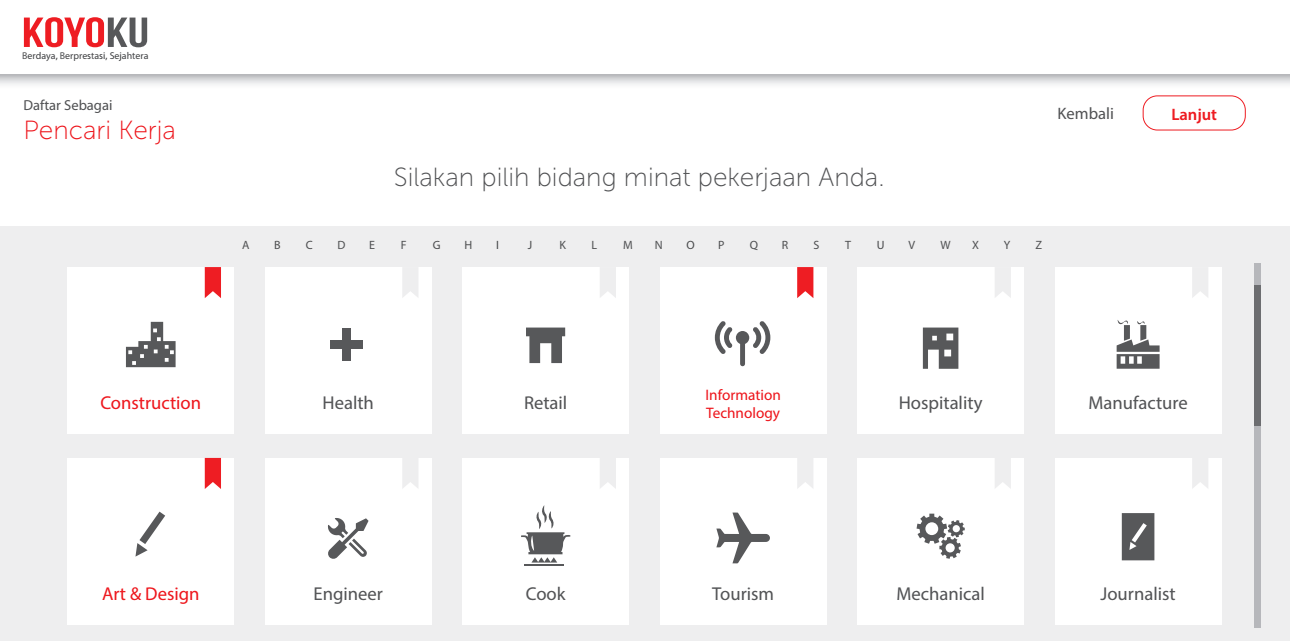 KOYOKU
Berdaya, Berprestasi, Sejahtera
Daftar Sebagai
Pencari Kerja
Kembali
Lanjut
Silakan pilih bidang minat pekerjaan Anda.
A B C D E F G H I J K L M N O P Q R S T U V W X Y Z
Construction
Health
Retail
Information
Technology
Hospitality
Manufacture
Art & Design
Engineer
Cook
Tourism
Mechanical
Journalist